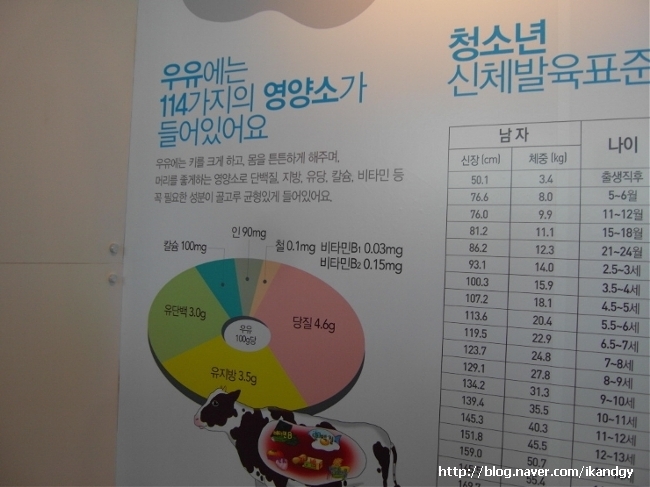 우유에는
114가지의 영양소가
들어있어요
우유에는 키를 크게 하고, 몸을 튼튼하게 해주며,
머리를 좋게하는 영양소로 단백질, 지방, 유당, 칼슘, 비타민 등
꼭 필요한 성분이 골고루 균형있게 들어있어요.
인 90mg
칼슘 100mg
철 0.1mg 비타민B1 0.03mg
비타민B2 0.15mg
유단백 3.0g
당질 4.6g
우유
100g당
유지방 3.5g
청소년
신체발육표준
남 자
나이
신장 (cm) 체중 (kg)
50.1 3.4 출생직후
76.6 8.0 5~6월
76.0 9.9 11~12월
81.2 11.1 15~18월
86.2 12.3 21~24월
93.1 14.0 2.5~3세
100.3 15.9 3.5~4세
107.2 18.1 4.5~5세
113.6 20.4 5.5~6세
119.5 22.9 6.5~7세
123.7 24.8 7~8세
129.1 27.8 8~9세
134.2 31.3 9~10세
139.4 35.5 10~11세
145.3 40.3 11~12세
151.8 45.5 12~13세
159.0 50.7
55.4
http://blog.naver.com/ikandgy